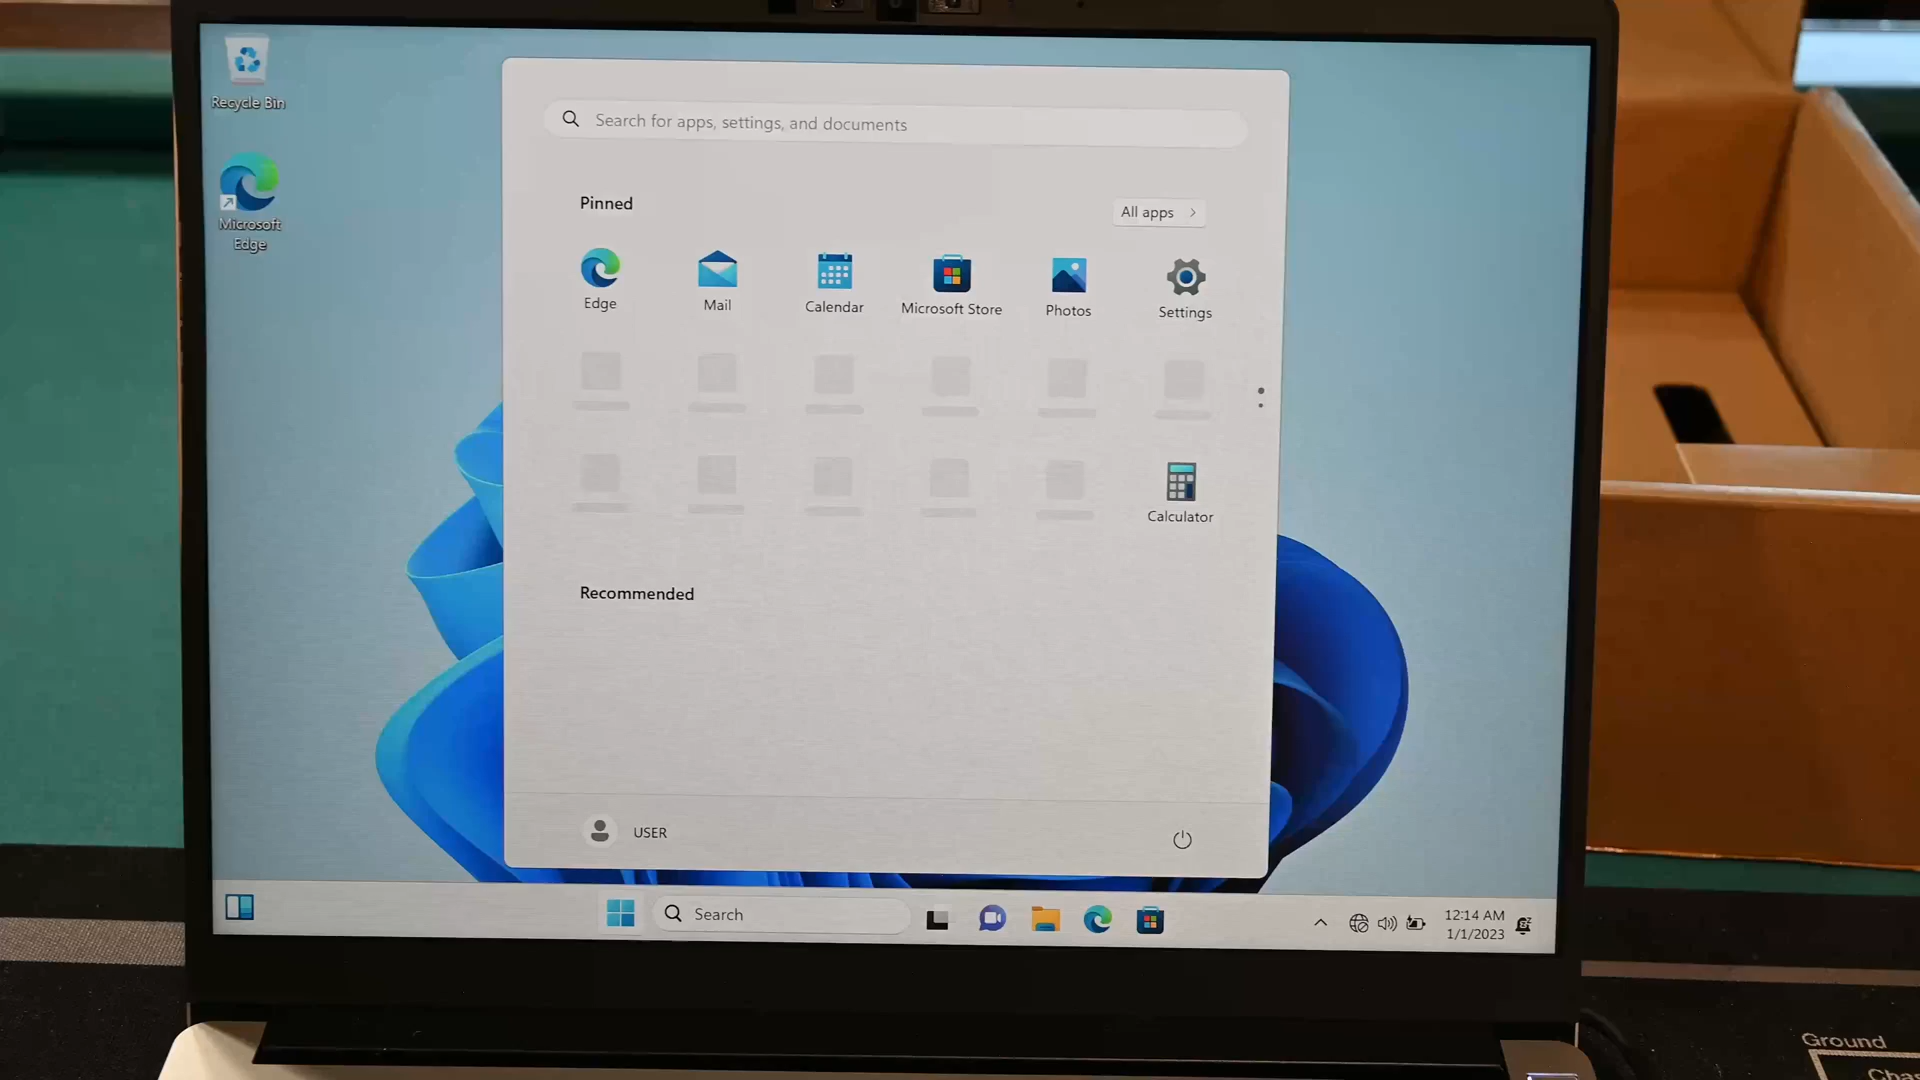 Recycle Bin
Microsoft
Edge
Search for apps, settings, and documents
Pinned
All apps
Edge
Mail
Calendar
Microsoft Store
Photos
Settings
Calculator
Recommended
USER
Search
12:14 AM
1/1/2023
Ground